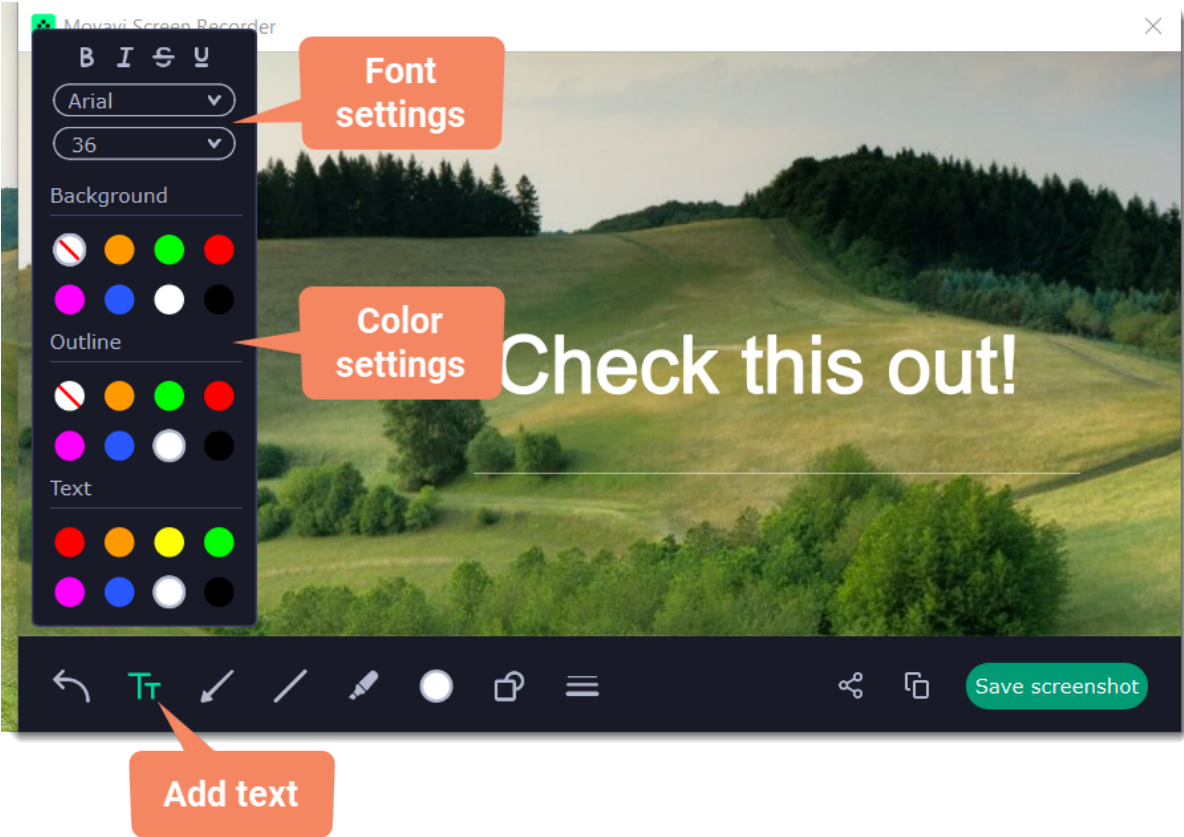 Movavi Screen Recorder
B I S U
Arial
36
Font
settings
Background
Outline
Color
settings
Check this out!
Text
TT
Save screenshot
Add text